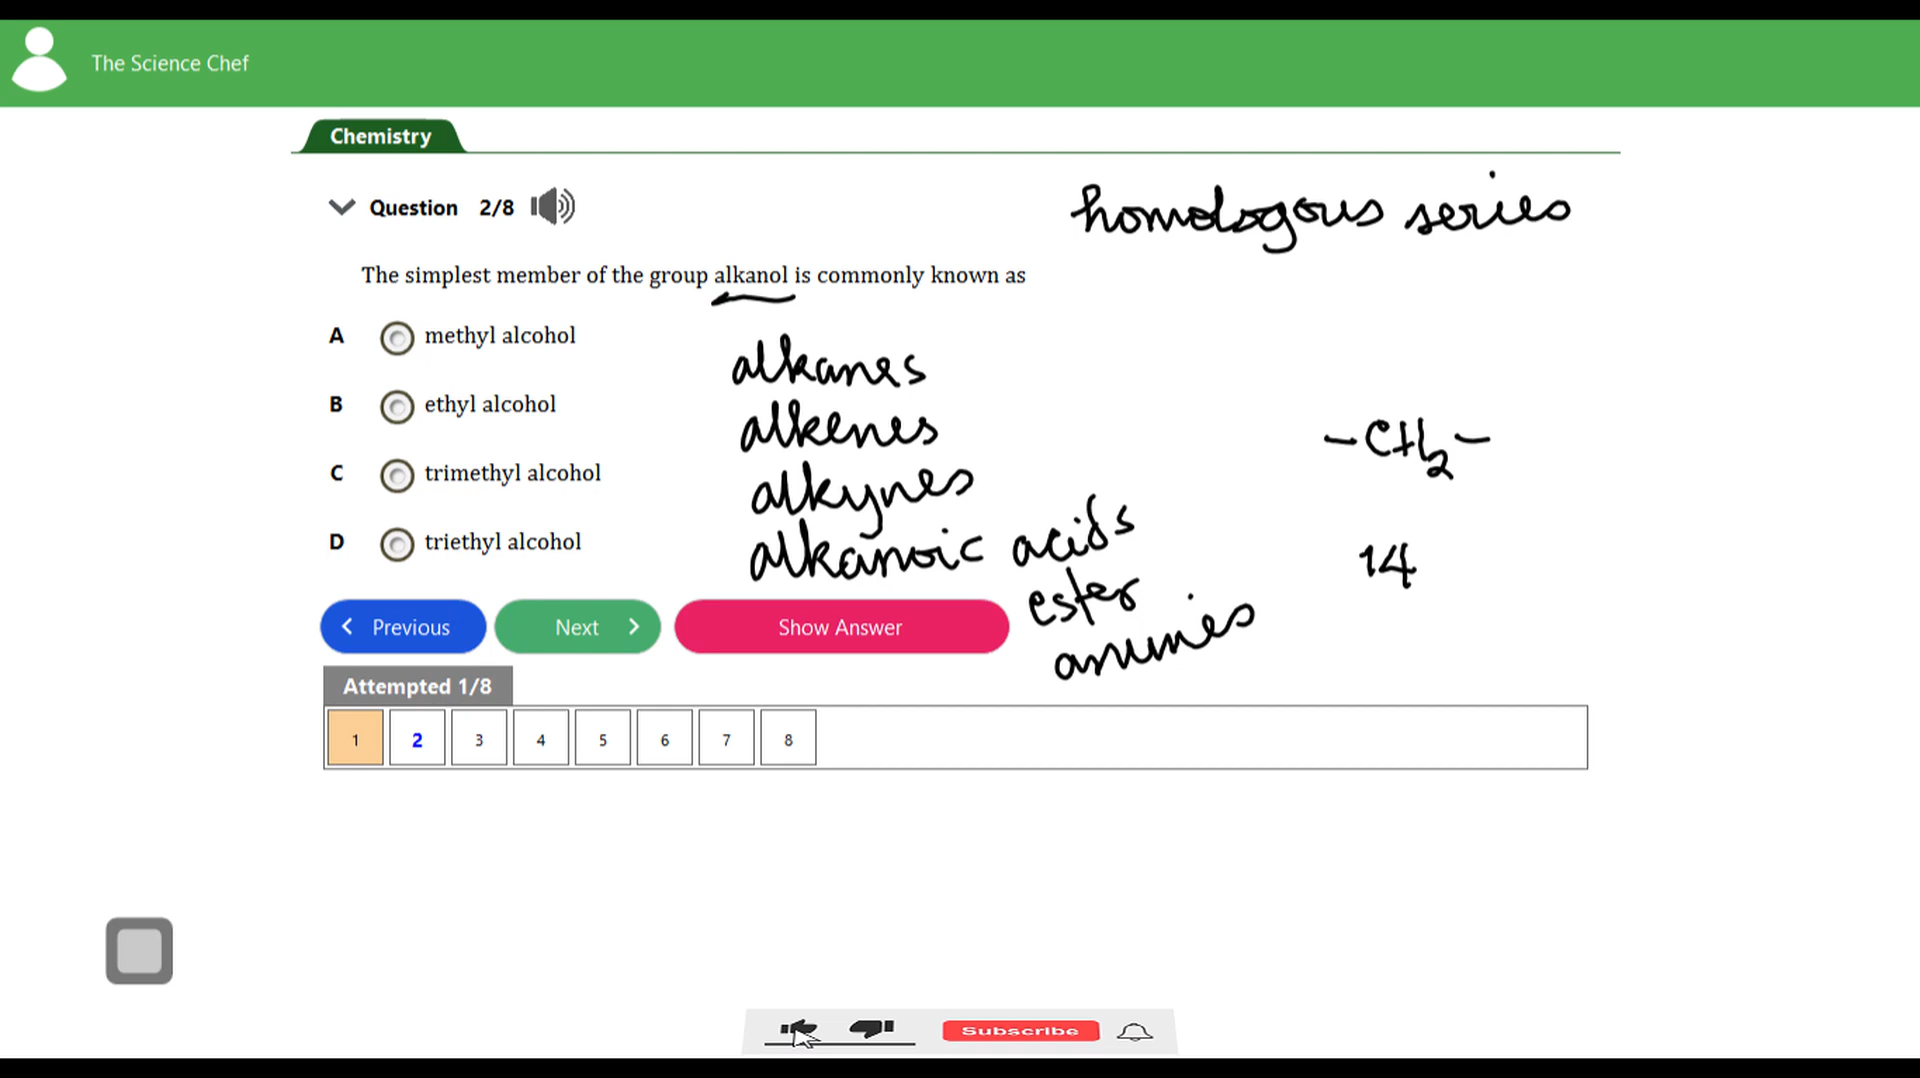 The Science Chef
Chemistry
Question 2/8
homologous series
The simplest member of the group alkanol is commonly known as
A methyl alcohol
alkanes
B ethyl alcohol
alkenes
-CH2-
C trimethyl alcohol
alkynes
D triethyl alcohol
alkanoic acids
14
ester
Previous
Next
Show Answer
Attempted 1/8
1 2 3 4 5 6 7 8
Subscribe